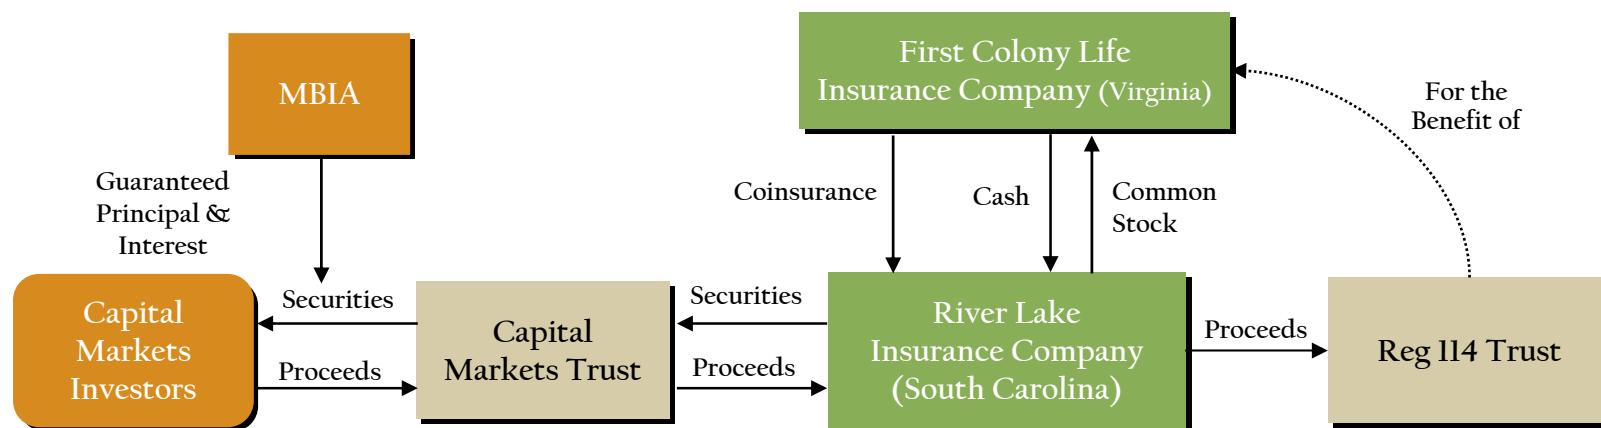 MBIA
First Colony Life
Insurance Company (Virginia)
For the
Benefit of
Guaranteed
Principal &
Interest
Coinsurance
Cash
Common
Stock
Securities
Securities
Capital
Markets
Investors
Capital
Markets Trust
River Lake
Insurance Company
(South Carolina)
Proceeds
Reg 114 Trust
Proceeds
Proceeds